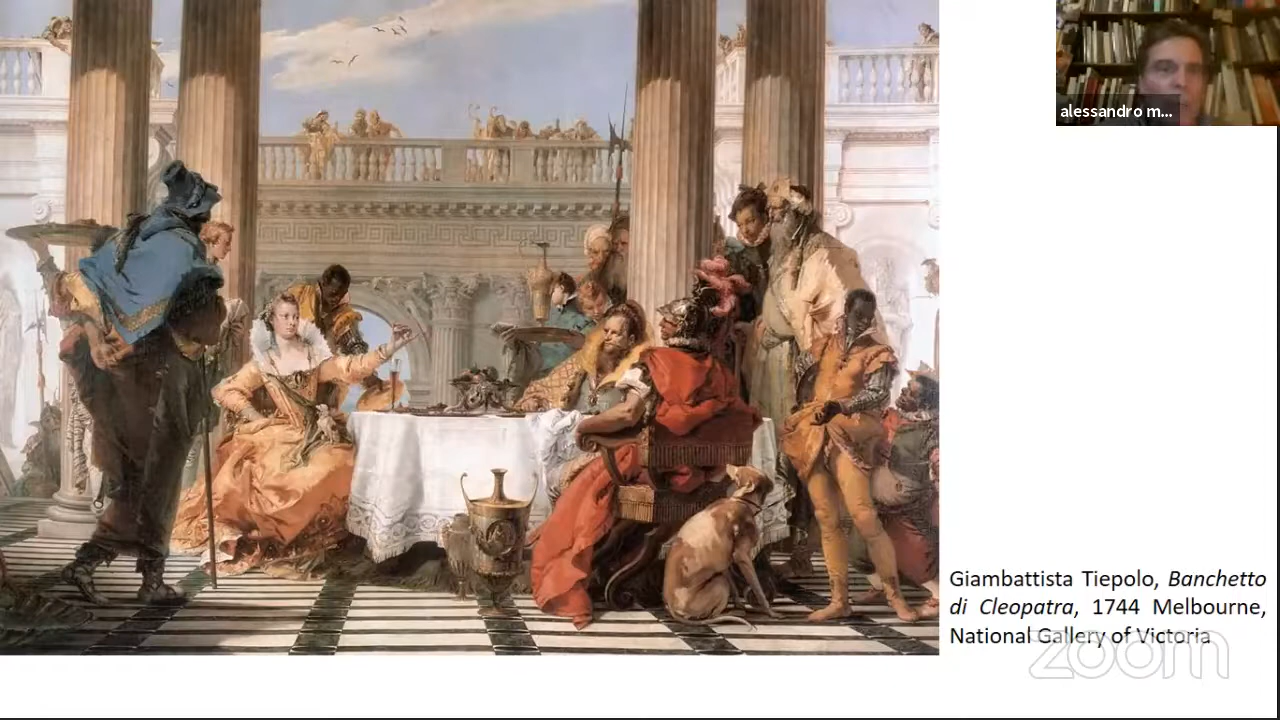 alessandro m...
Giambattista Tiepolo, Banchetto
di Cleopatra, 1744 Melbourne,
National Gallery of Victoria
zoom